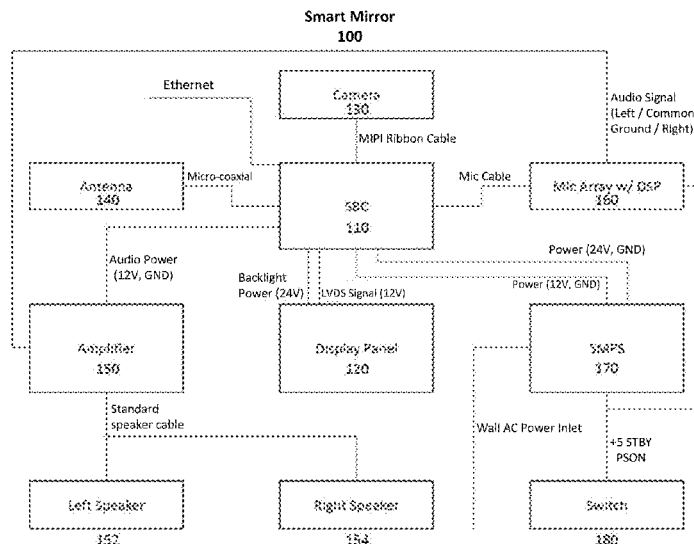 Smart Mirror
100
Ethernet
Camera
130
Audio Signal
(Left / Common
Ground / Right)
MIPI Ribbon Cable
Antenna
140
Micro-coaxial
SBC
110
Mic Cable
Mic Array w/ DSP
160
Audio Power
(12V, GND)
Backlight
Power (24V)
LVDS Signal (12V)
Power (24V, GND)
Power (12V, GND)
Amplifier
150
Display Panel
120
SMPS
170
Standard
speaker cable
Wall AC Power Inlet
+5 STBY
PSON
Left Speaker
152
Right Speaker
154
Switch
180